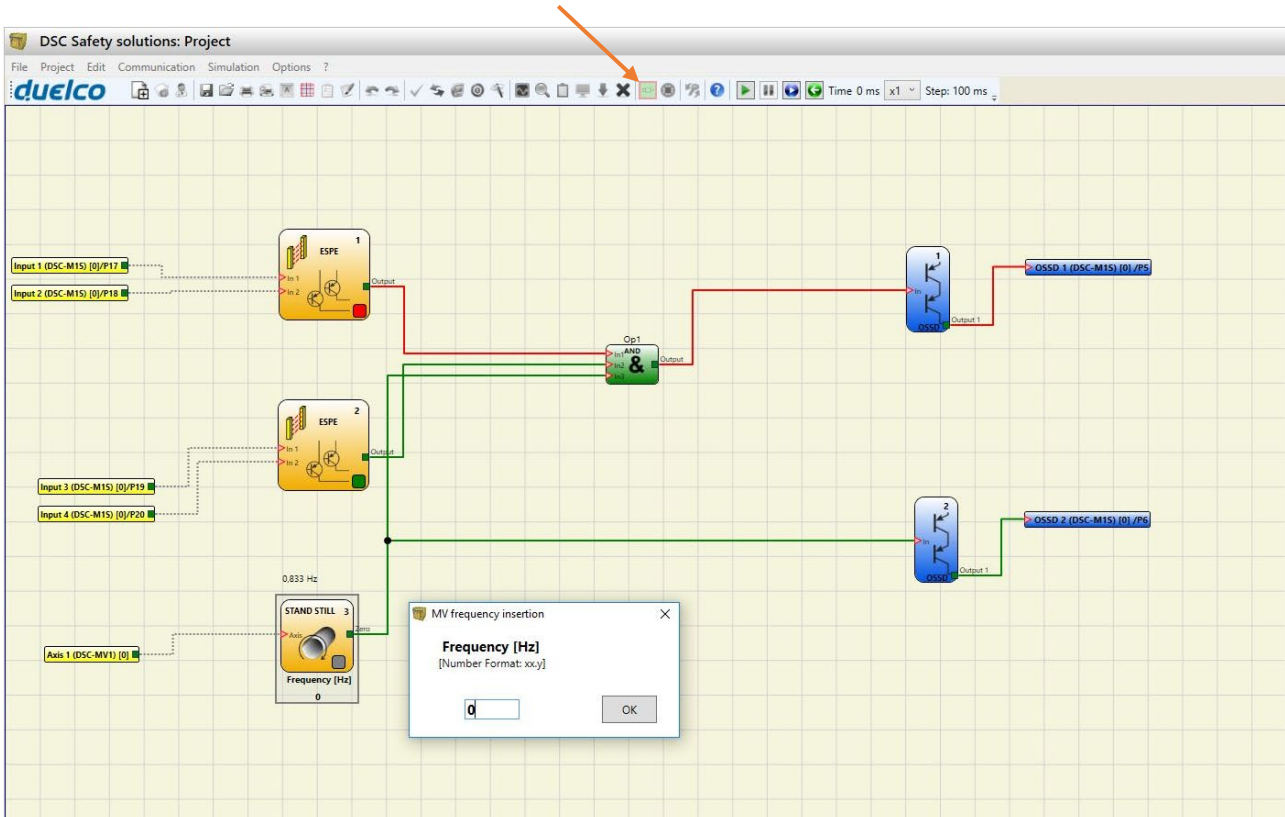 DSC Safety solutions: Project
File Project Edit Communication Simulation Options ?
duelco
Time 0 ms x1 Step: 100 ms
1
ESPE
Input 1 (DSC-M1S) [0]/P17
In 1
Output
Input 2 (DSC-M1S) [0]/P18
In 2
1
In
OSSD
Output 1
OSSD 1 (DSC-M1S) [0] /P5
Op1
AND
In1
In2
In3
&
Output
2
ESPE
In 1
In 2
Output
Input 3 (DSC-M1S) [0]/P19
Input 4 (DSC-M1S) [0]/P20
2
In
OSSD
Output 1
OSSD 2 (DSC-M1S) [0] /P6
0,833 Hz
STAND STILL 3
Axis
Zero
Axis 1 (DSC-MV1) [0]
Frequency [Hz]
0
MV frequency insertion
Frequency [Hz]
[Number Format: xx.y]
0
OK